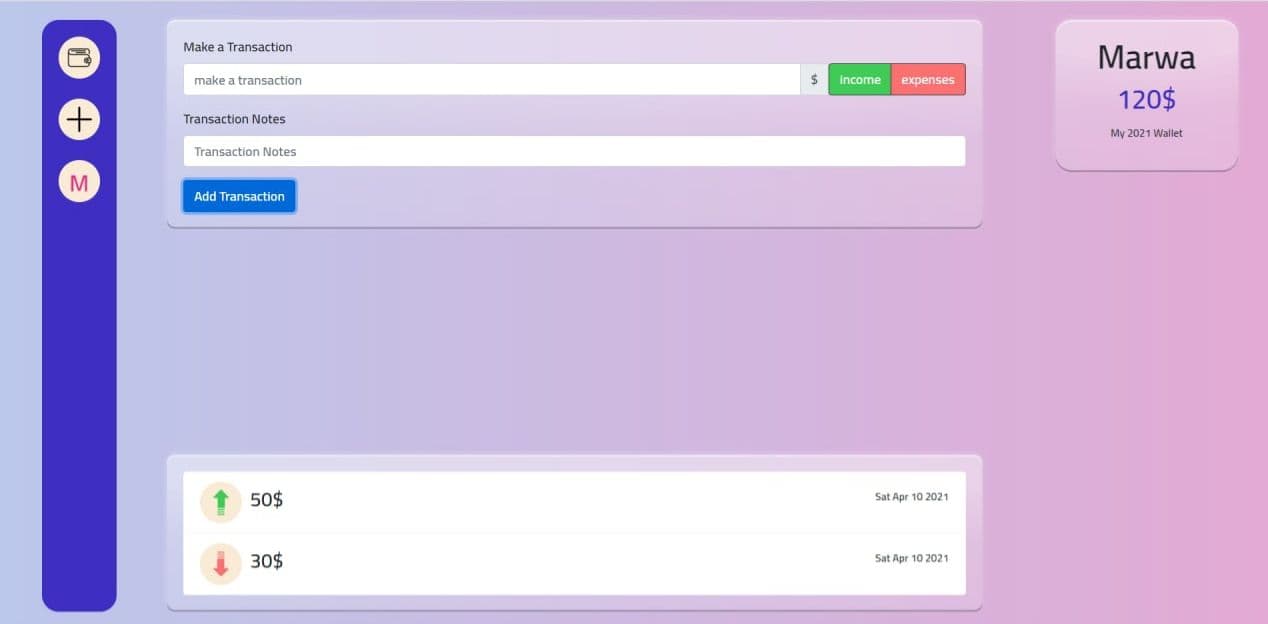 M
Make a Transaction
make a transaction
$ income expenses
Transaction Notes
Transaction Notes
Add Transaction
Marwa
120$
My 2021 Wallet
50$ Sat Apr 10 2021
30$ Sat Apr 10 2021